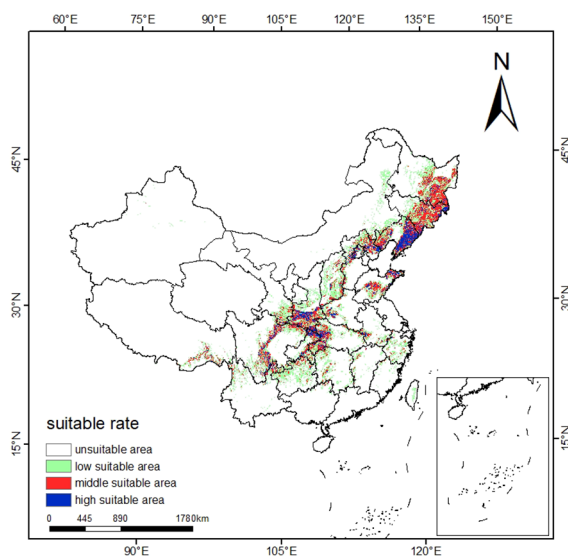 60°E 75°E 90°E 105°E 120°E 135°E 150°E
N
45°N 45°N
30°N 30°N
15°N 15°N
suitable rate
unsuitable area
low suitable area
middle suitable area
high suitable area
0 445 890 1780km
90°E 105°E 120°E